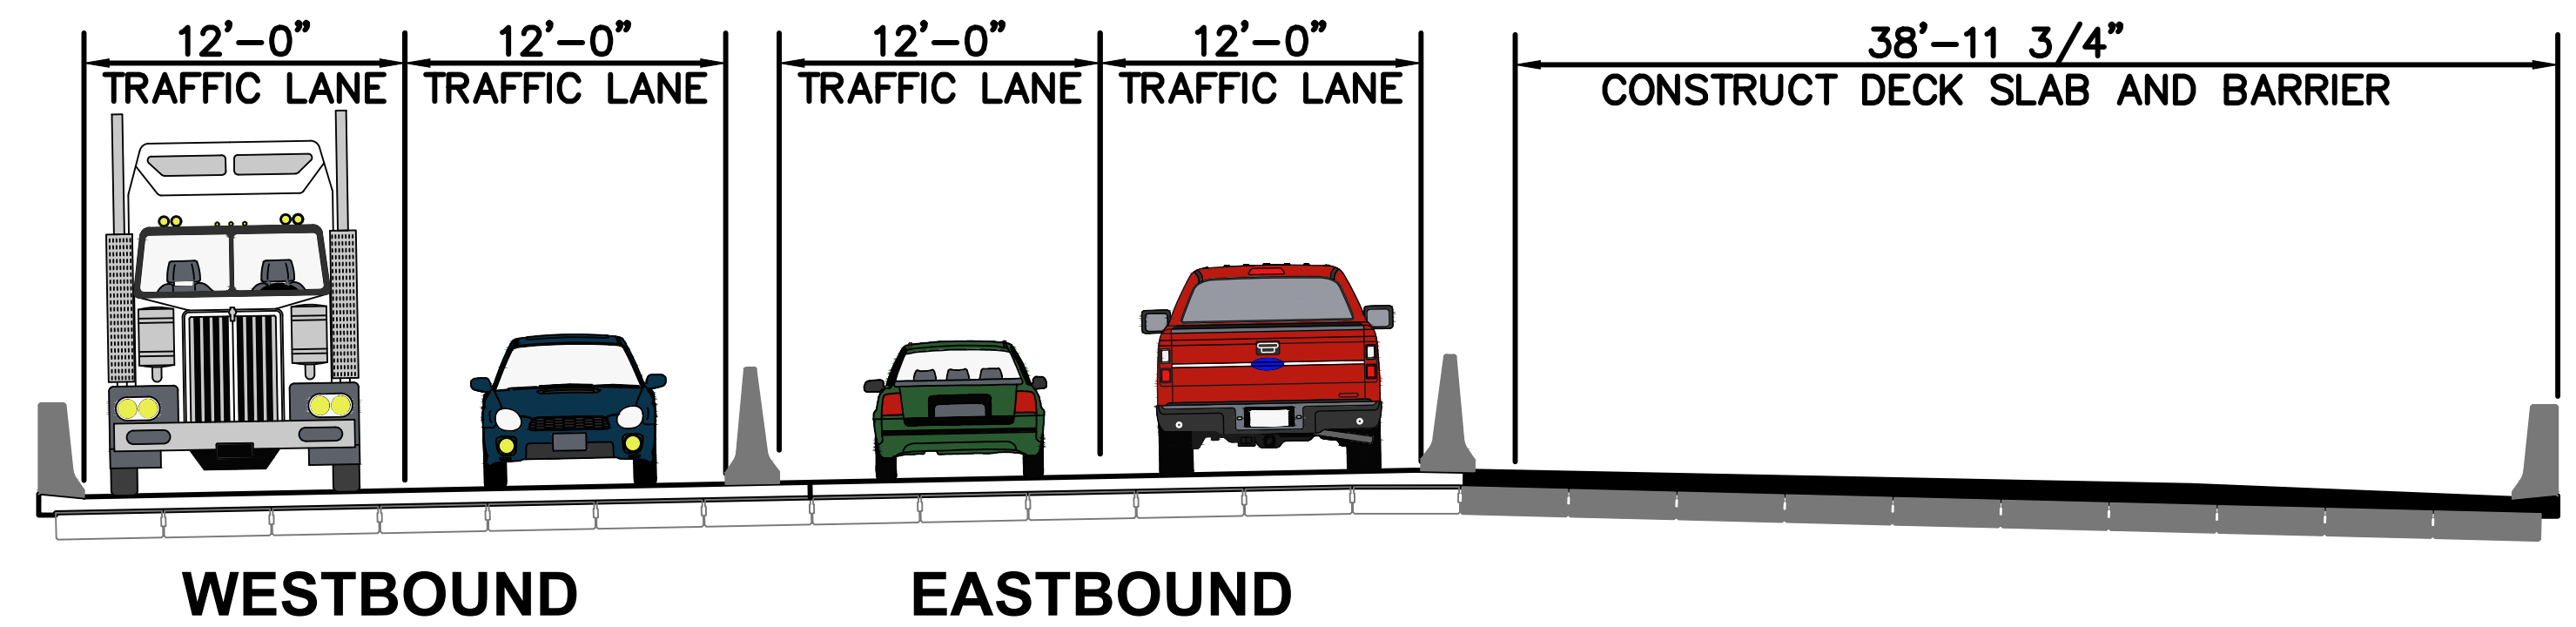 12'-0" 12'-0" 12'-0" 12'-0" 38'-11 3/4"
TRAFFIC LANE TRAFFIC LANE TRAFFIC LANE TRAFFIC LANE CONSTRUCT DECK SLAB AND BARRIER
WESTBOUND EASTBOUND